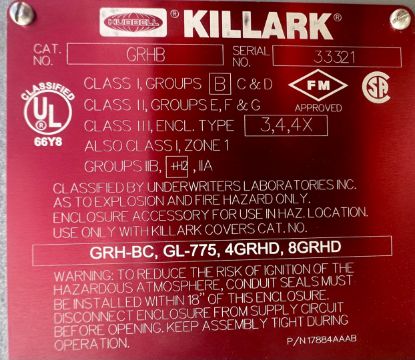 HUBBELL KILLARK®
CAT. NO. GRHB SERIAL NO. 33321
CLASS I, GROUPS B C & D
CLASS II, GROUPS E, F & G
CLASS III, ENCL. TYPE 3,4,4X
ALSO CLASS I, ZONE 1
GROUPS IIB, +H2, IIA
CLASSIFIED
UL
®
66Y8
FM
APPROVED
SA
CLASSIFIED BY UNDERWRITERS LABORATORIES INC.
AS TO EXPLOSION AND FIRE HAZARD ONLY.
ENCLOSURE ACCESSORY FOR USE IN HAZ. LOCATION.
USE ONLY WITH KILLARK COVERS CAT. NO.
GRH-BC, GL-775, 4GRHD, 8GRHD
WARNING: TO REDUCE THE RISK OF IGNITION OF THE
HAZARDOUS ATMOSPHERE, CONDUIT SEALS MUST
BE INSTALLED WITHIN 18" OF THIS ENCLOSURE.
DISCONNECT ENCLOSURE FROM SUPPLY CIRCUIT
BEFORE OPENING. KEEP ASSEMBLY TIGHT DURING
OPERATION. P/N 17884AAAB